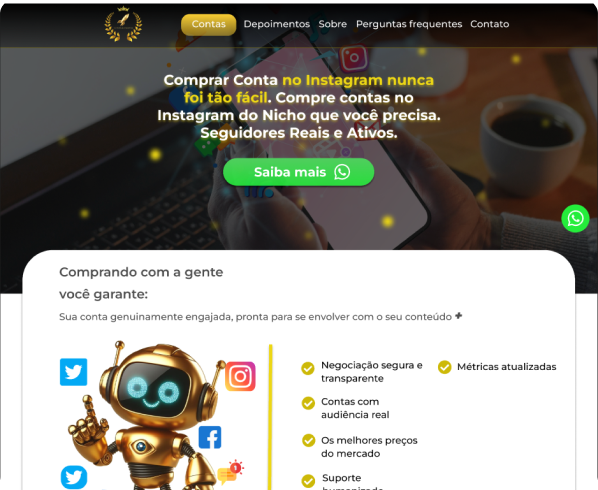 Contas Depoimentos Sobre Perguntas frequentes Contato
Comprar Conta no Instagram nunca
foi tão fácil. Compre contas no
Instagram do Nicho que você precisa.
Seguidores Reais e Ativos.
Saiba mais
Comprando com a gente
você garante:
Sua conta genuinamente engajada, pronta para se envolver com o seu conteúdo +
Negociação segura e
transparente
Contas com
audiência real
Os melhores preços
do mercado
Suporte
Métricas atualizadas